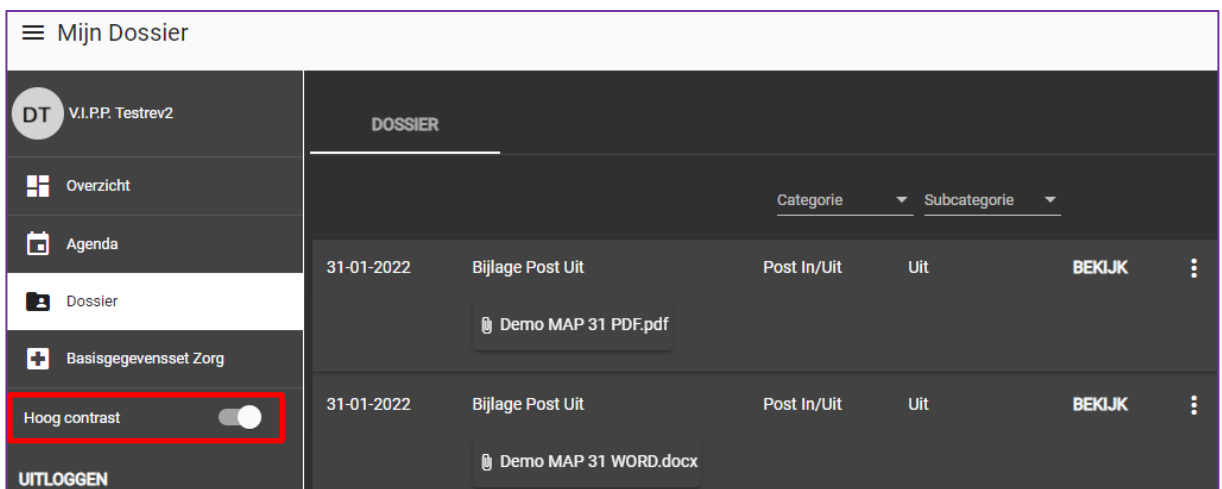 Mijn Dossier
DT V.I.P.P. Testrev2
Overzicht
Agenda
Dossier
Basisgegevensset Zorg
Hoog contrast
UITLOGGEN
DOSSIER
Categorie Subcategorie
31-01-2022 Bijlage Post Uit Post In/Uit Uit BEKIJK
Demo MAP 31 PDF.pdf
31-01-2022 Bijlage Post Uit Post In/Uit Uit BEKIJK
Demo MAP 31 WORD.docx